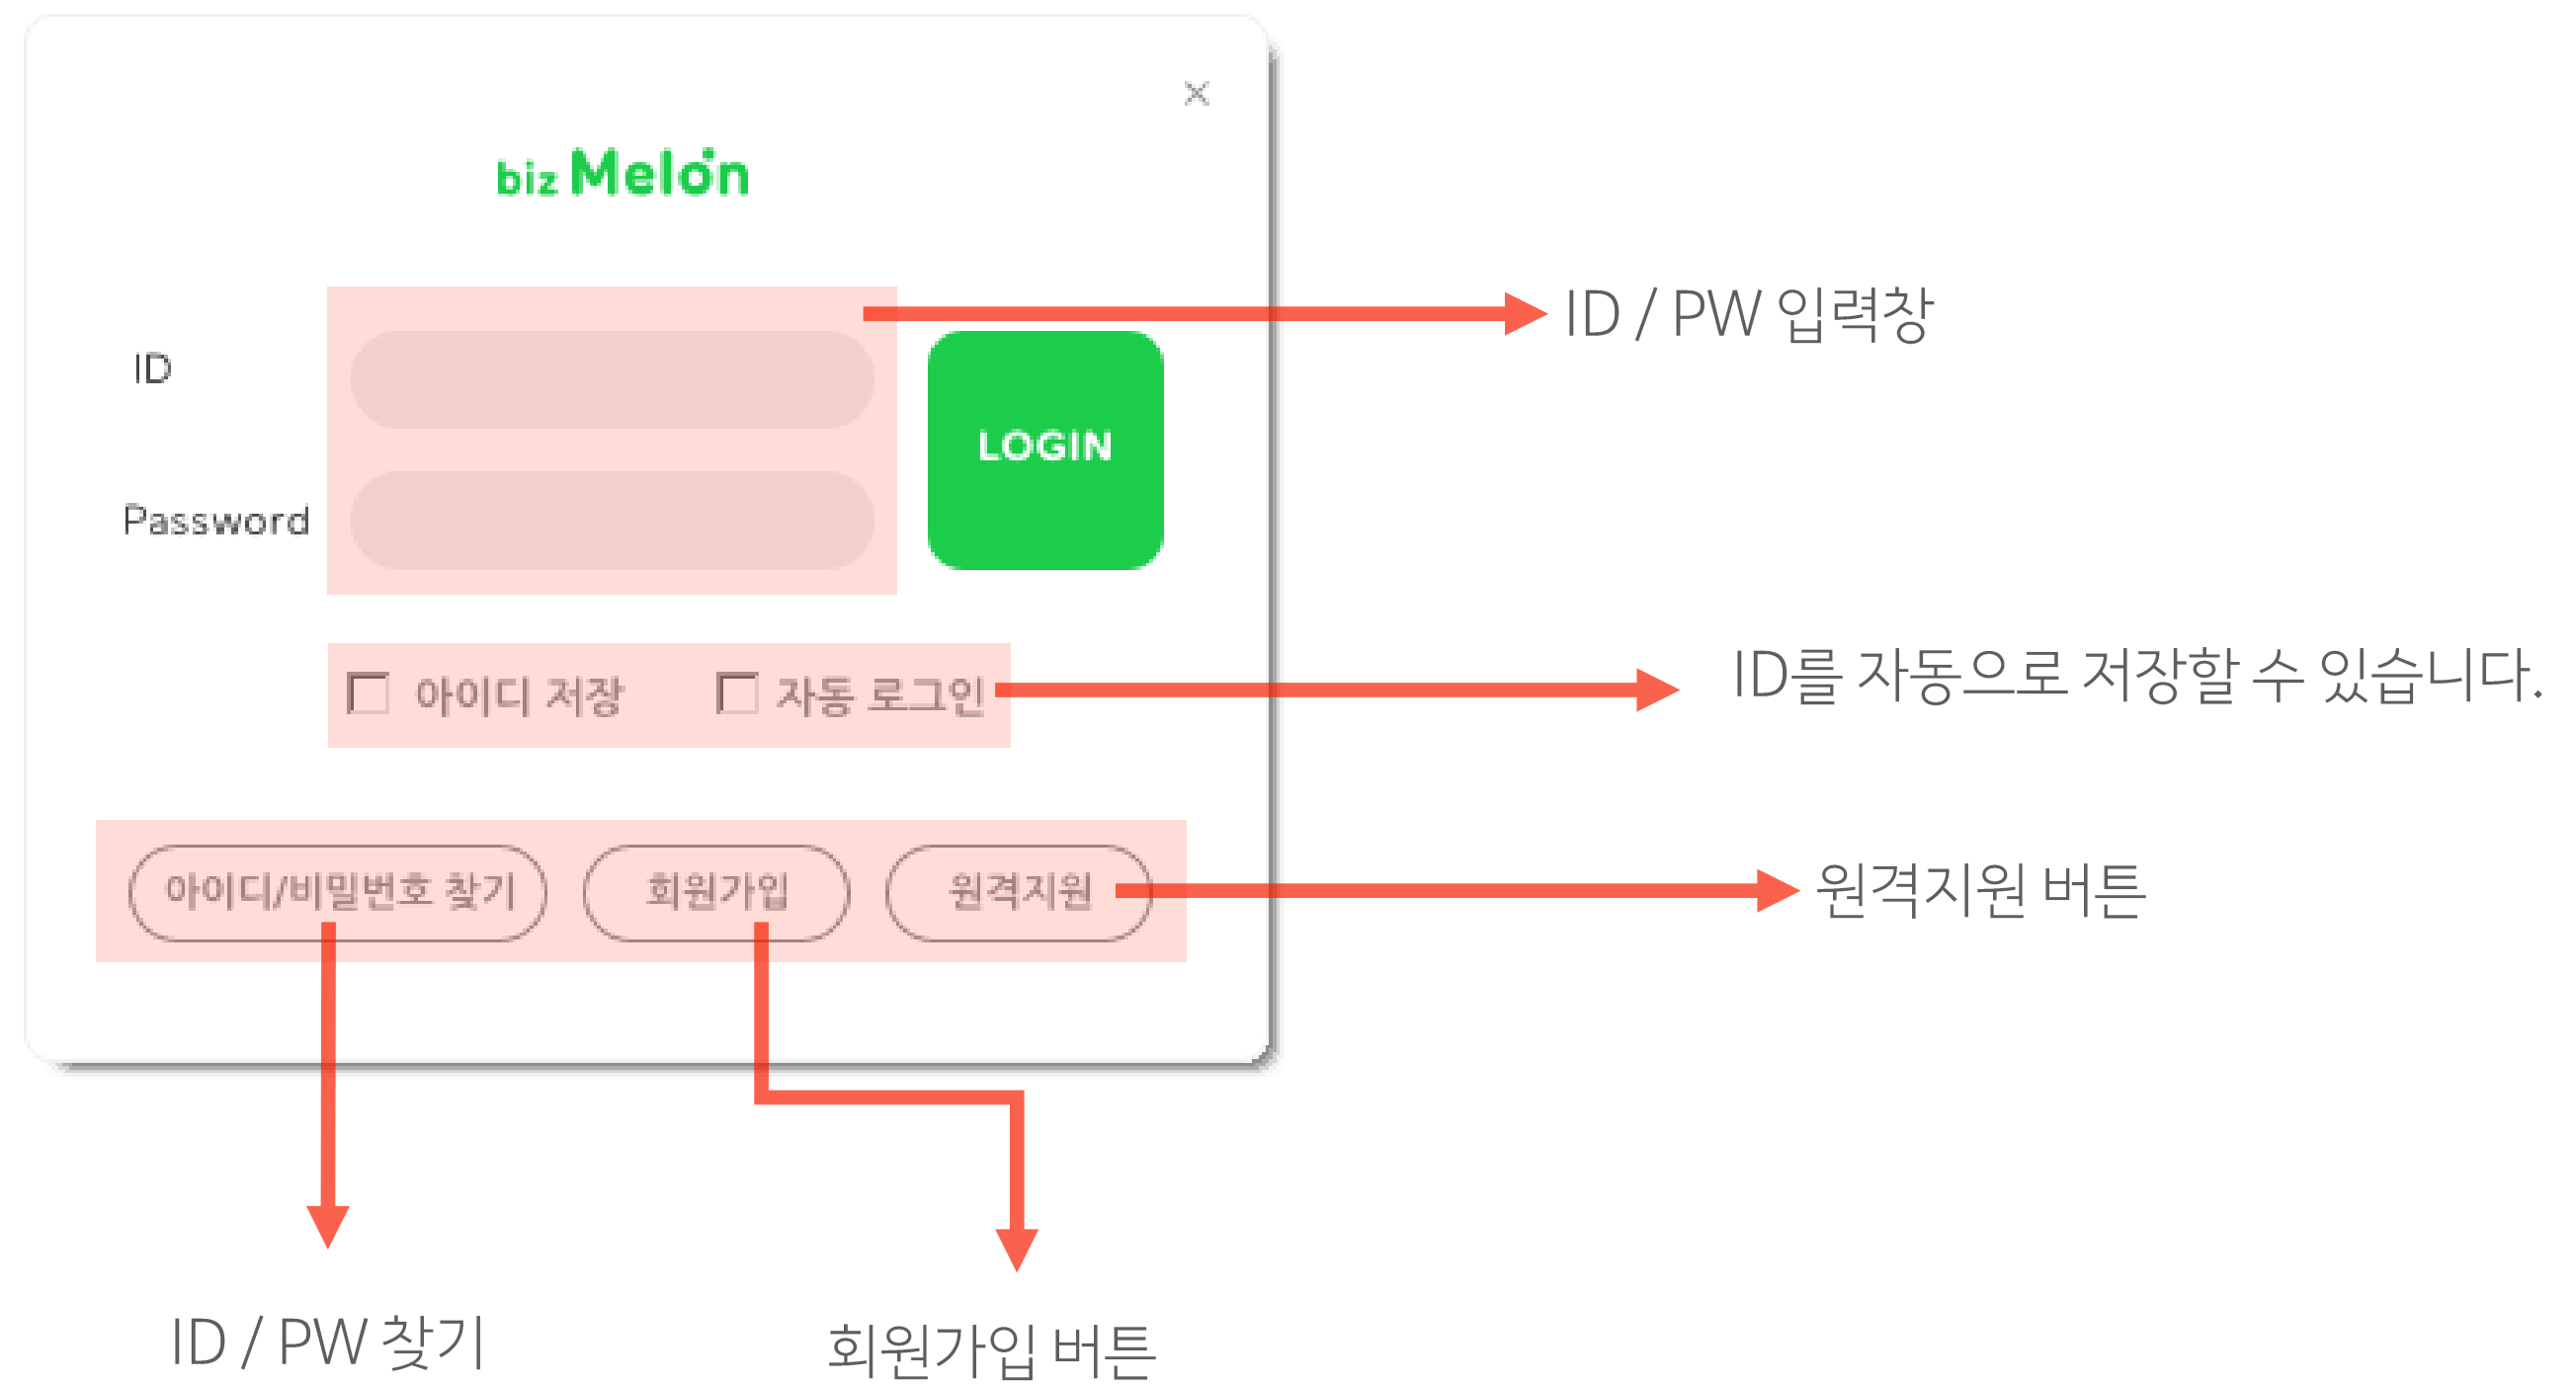 ×
biz Melon
ID / PW 입력창
ID
LOGIN
Password
아이디 저장 자동 로그인
ID를 자동으로 저장할 수 있습니다.
아이디/비밀번호 찾기 회원가입 원격지원
원격지원 버튼
ID / PW 찾기
회원가입 버튼